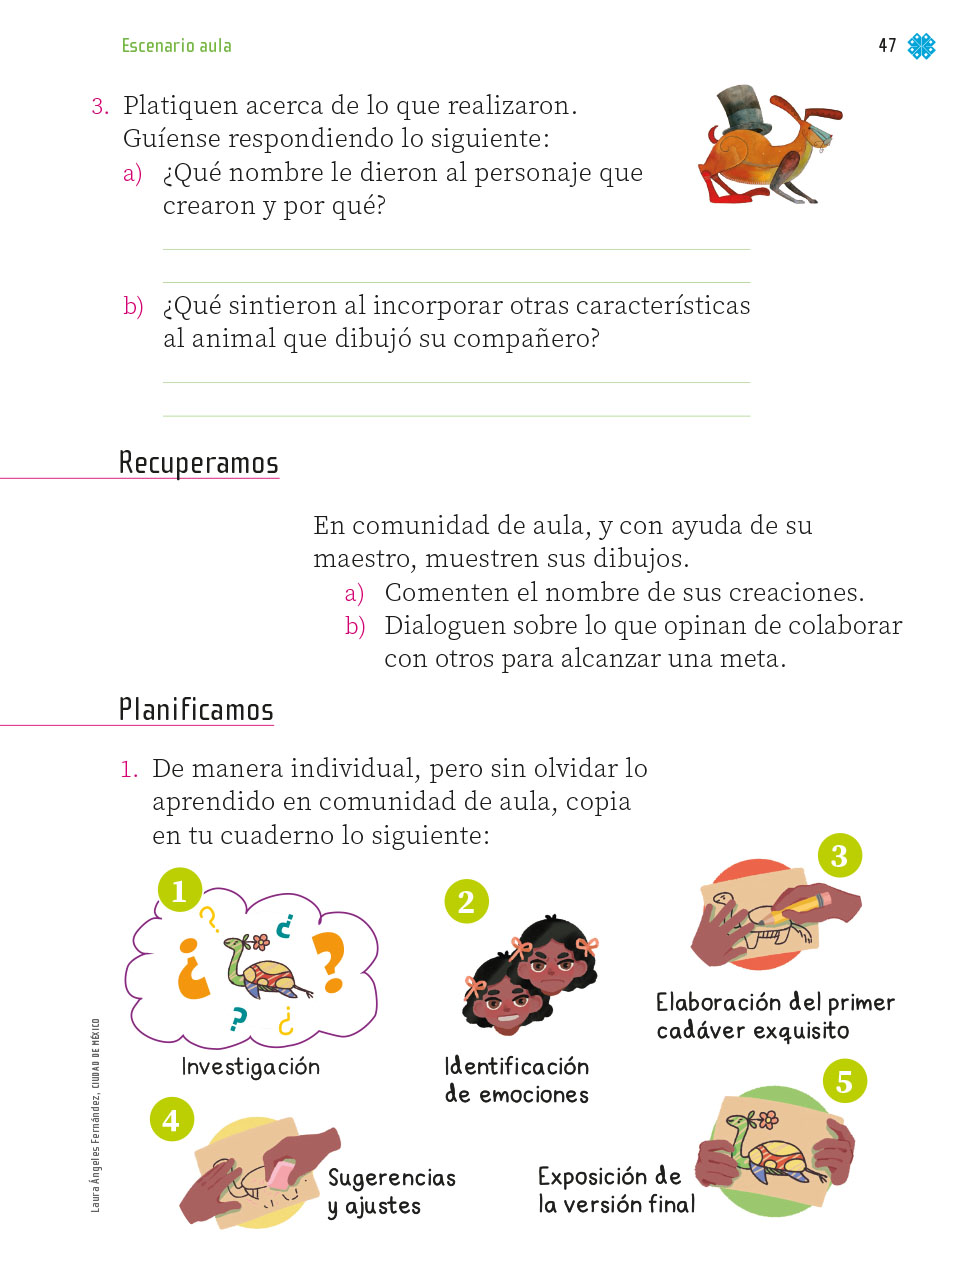 Escenario aula
47
3. Platiquen acerca de lo que realizaron.
Guíense respondiendo lo siguiente:
a) ¿Qué nombre le dieron al personaje que
crearon y por qué?
b) ¿Qué sintieron al incorporar otras características
al animal que dibujó su compañero?
Recuperamos
En comunidad de aula, y con ayuda de su
maestro, muestren sus dibujos.
a) Comenten el nombre de sus creaciones.
b) Dialoguen sobre lo que opinan de colaborar
con otros para alcanzar una meta.
Planificamos
1. De manera individual, pero sin olvidar lo
aprendido en comunidad de aula, copia
en tu cuaderno lo siguiente:
1
¿ ? ¿ ? ? ¿
Investigación
2
Identificación
de emociones
3
Elaboración del primer
cadáver exquisito
4
Sugerencias
y ajustes
5
Exposición de
la versión final
Laura Ángeles Fernández, CIUDAD DE MÉXICO